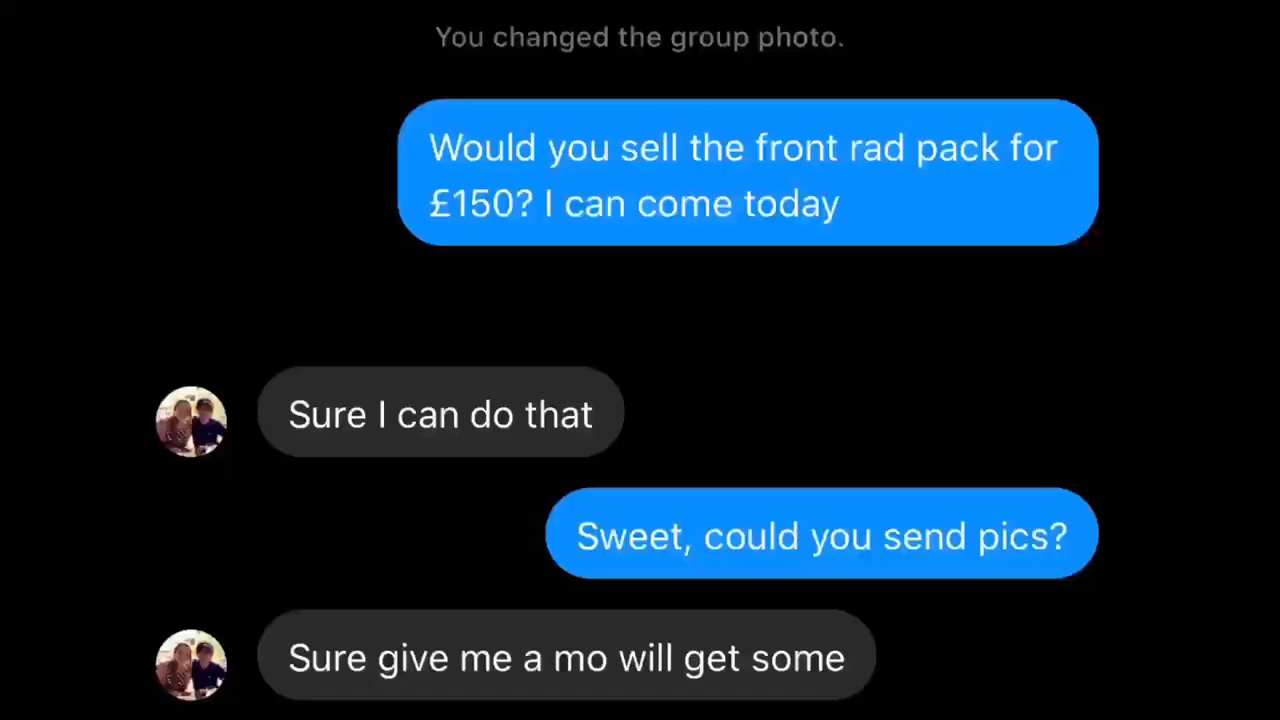 You changed the group photo.
Would you sell the front rad pack for
£150? I can come today
Sure I can do that
Sweet, could you send pics?
Sure give me a mo will get some